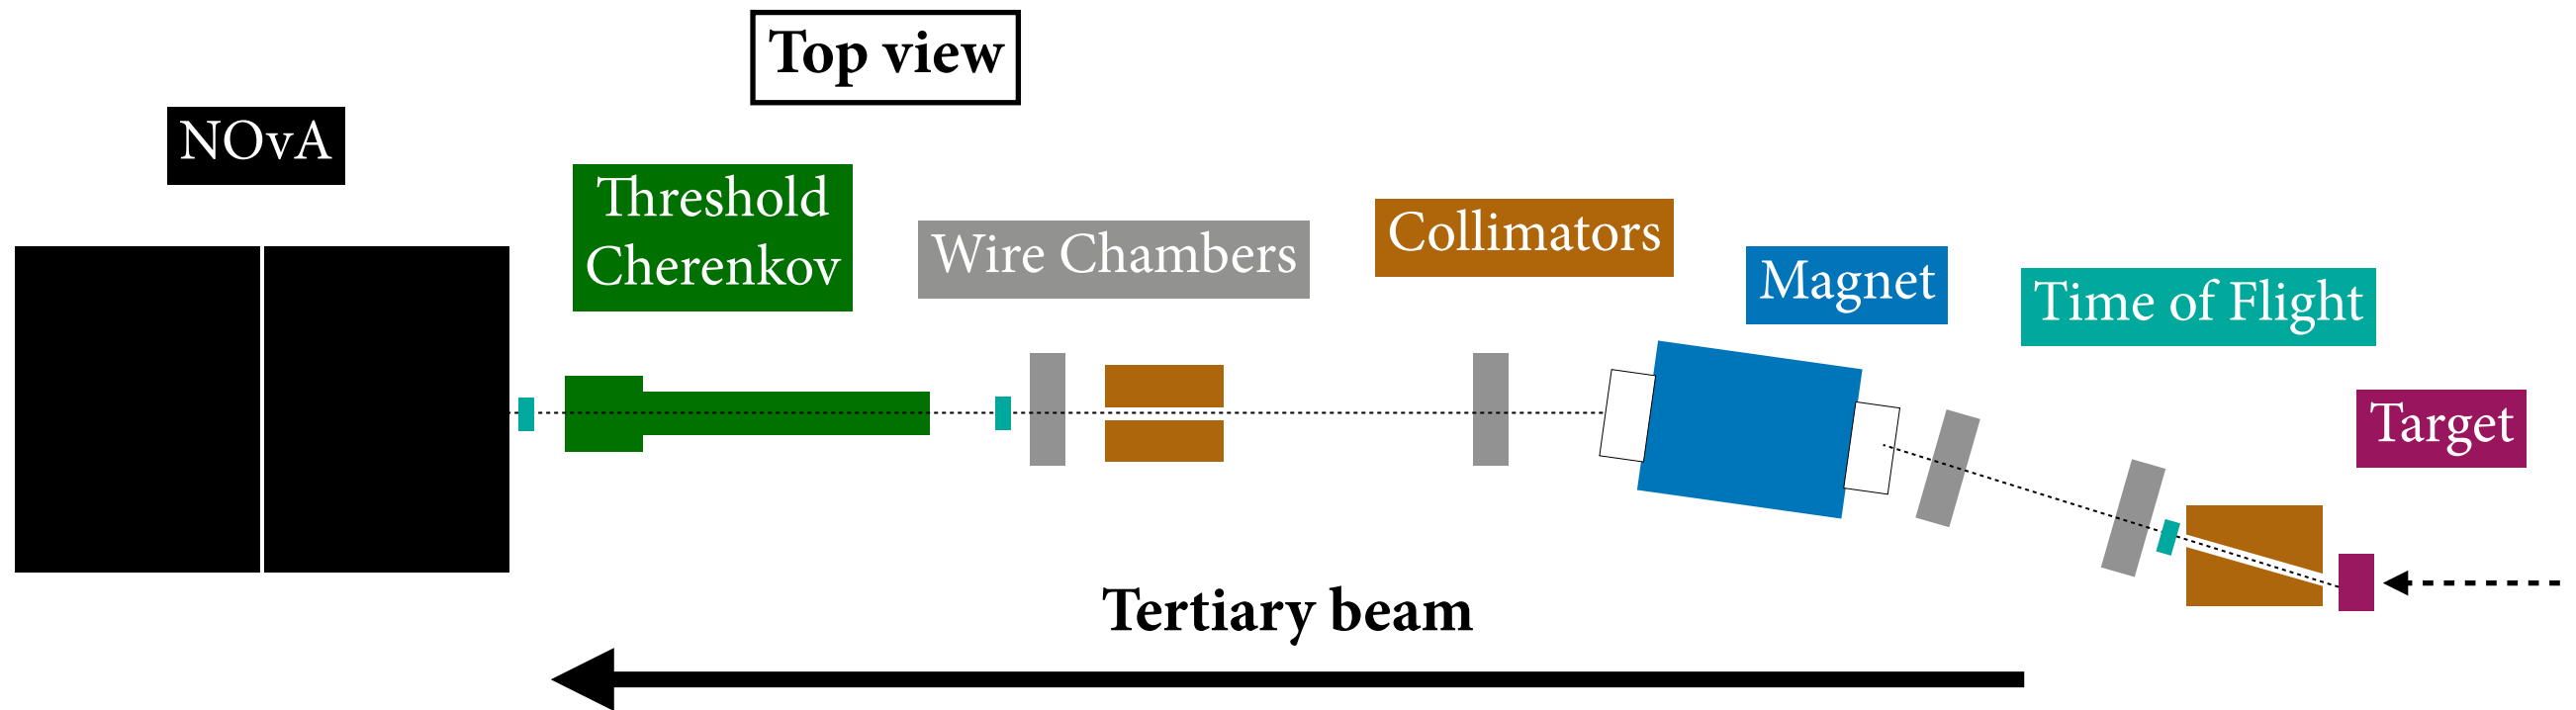 Top view
NOvA
Threshold
Cherenkov
Wire Chambers
Collimators
Magnet
Time of Flight
Target
Tertiary beam